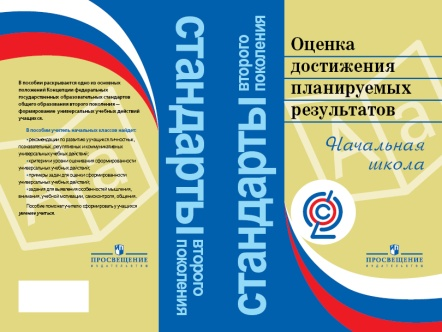 В пособии раскрывается одно из основных
положений Концепции федеральных
государственных образовательных стандартов
общего образования второго поколения —
формирование универсальных учебных действий
учащихся.
В пособии учитель начальных классов найдет:
• рекомендации по развитию у учащихся личностных,
познавательных, регулятивных и коммуникативных
универсальных учебных действий;
• критерии и уровни оценивания сформированности
универсальных учебных действий;
• примеры задач для оценки сформированности
универсальных учебных действий;
• задания для выявления особенностей мышления,
внимания, учебной мотивации, самоконтроля, общения.
Пособие поможет учителю сформировать у учащихся
умение учиться.
ПРОСВЕЩЕНИЕ
ИЗДАТЕЛЬСТВО
стандарты
второго
поколения
стандарты
второго
поколения
Оценка
достижения
планируемых
результатов
Начальная
школа
ПРОСВЕЩЕНИЕ
ИЗДАТЕЛЬСТВО